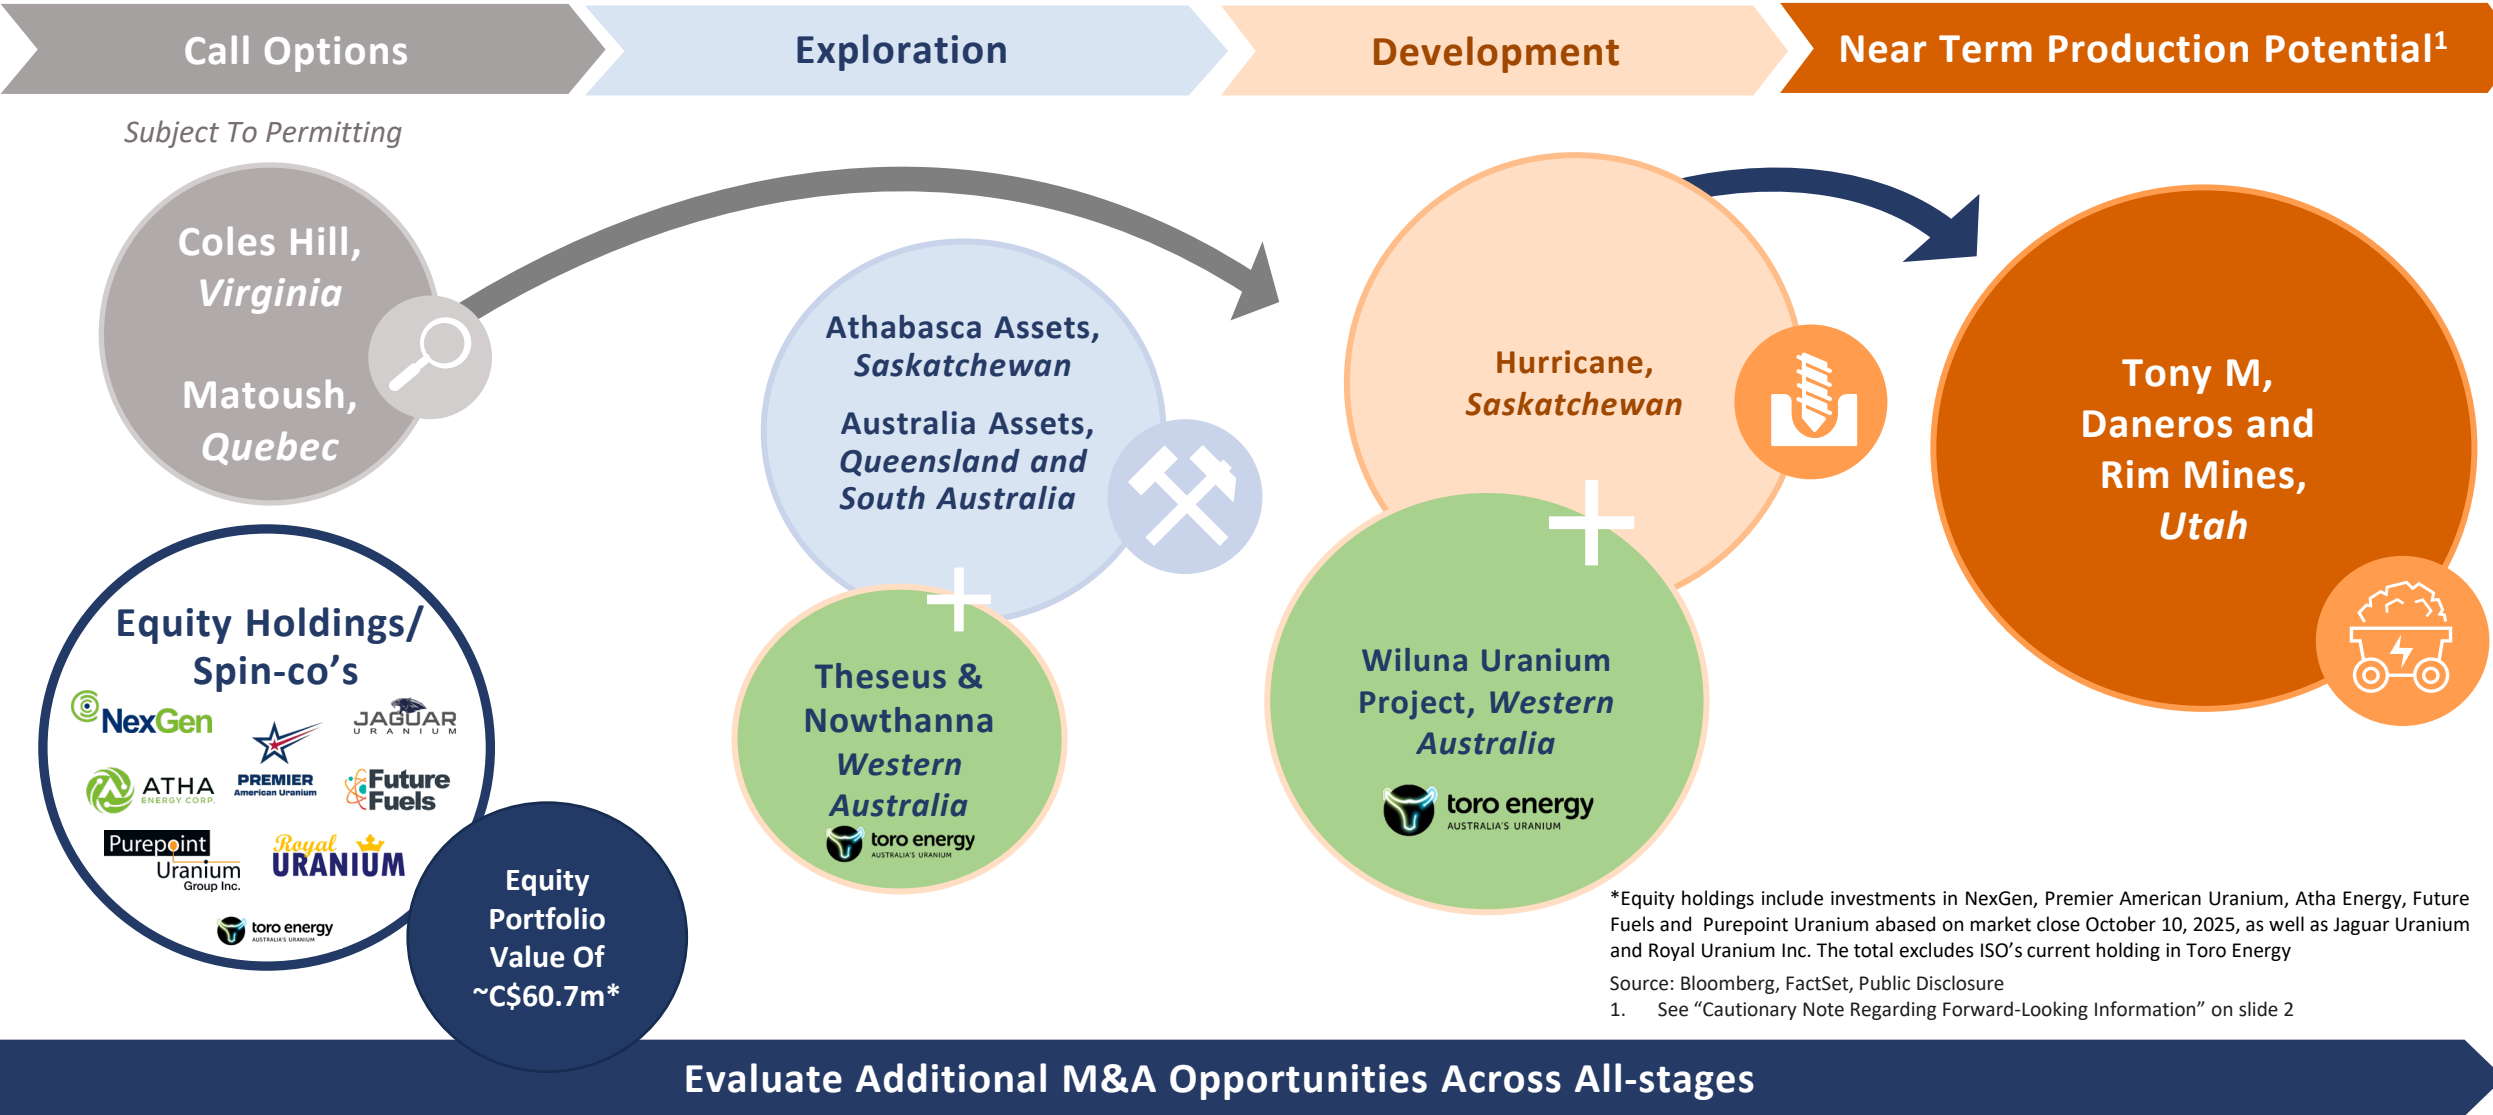 Call Options
Exploration
Development
Near Term Production Potential1
Subject To Permitting
Coles Hill,
Virginia
Matoush,
Quebec
Equity Holdings/
Spin-co’s
NexGen
JAGUAR
URANIUM
PREMIER
American Uranium
ATHA
ENERGY CORP.
Future
Fuels
Purepoint
Uranium
Group Inc.
Royal
URANIUM
toro energy
AUSTRALIA'S URANIUM
Equity
Portfolio
Value Of
~C$60.7m*
Athabasca Assets,
Saskatchewan
Australia Assets,
Queensland and
South Australia
Theseus &
Nowthanna
Western
Australia
toro energy
AUSTRALIA'S URANIUM
Hurricane,
Saskatchewan
Wiluna Uranium
Project, Western
Australia
toro energy
AUSTRALIA'S URANIUM
Tony M,
Daneros and
Rim Mines,
Utah
*Equity holdings include investments in NexGen, Premier American Uranium, Atha Energy, Future
Fuels and Purepoint Uranium abased on market close October 10, 2025, as well as Jaguar Uranium
and Royal Uranium Inc. The total excludes ISO’s current holding in Toro Energy
Source: Bloomberg, FactSet, Public Disclosure
1. See “Cautionary Note Regarding Forward-Looking Information” on slide 2
Evaluate Additional M&A Opportunities Across All-stages